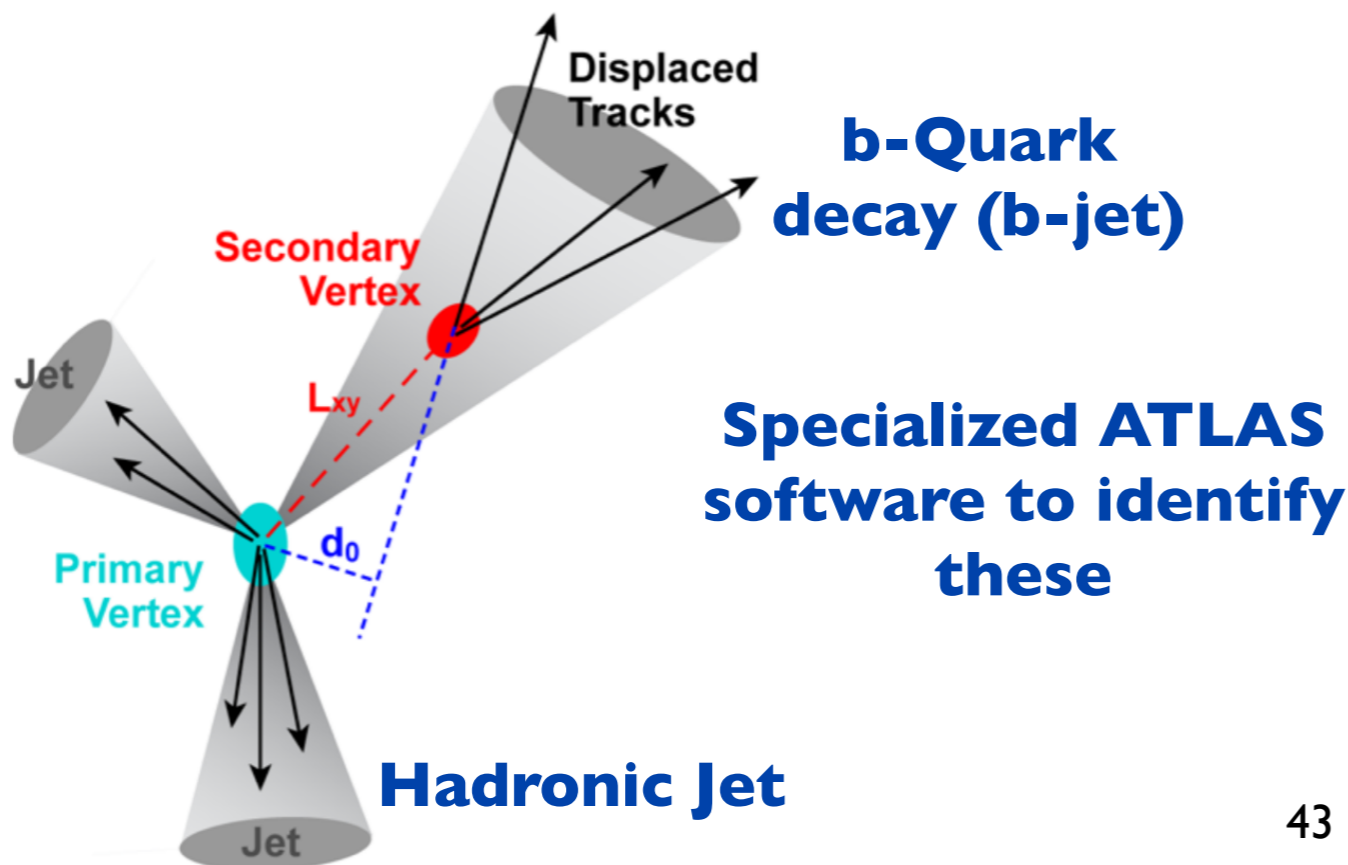 Displaced
Tracks
b-Quark
decay (b-jet)
Secondary
Vertex
Jet
Lxy
Specialized ATLAS
software to identify
these
d0
Primary
Vertex
Hadronic Jet
Jet
43